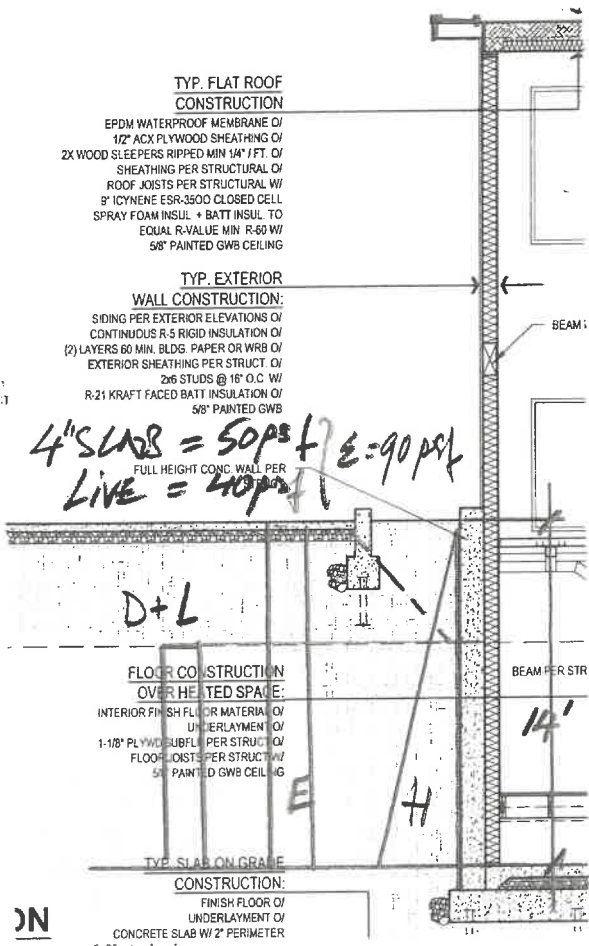 TYP. FLAT ROOF
CONSTRUCTION
EPDM WATERPROOF MEMBRANE O/
1/2" ACX PLYWOOD SHEATHING O/
2X WOOD SLEEPERS RIPPED MIN 1/4" / FT. O/
SHEATHING PER STRUCTURAL O/
ROOF JOISTS PER STRUCTURAL W/
9" ICYNENE ESR-3500 CLOSED CELL
SPRAY FOAM INSUL + BATT INSUL. TO
EQUAL R-VALUE MIN R-60 W/
5/8" PAINTED GWB CEILING
TYP. EXTERIOR
WALL CONSTRUCTION:
SIDING PER EXTERIOR ELEVATIONS O/
CONTINUOUS R-5 RIGID INSULATION O/
(2) LAYERS 60 MIN. BLDG. PAPER OR WRB O/
EXTERIOR SHEATHING PER STRUCT. O/
2x6 STUDS @ 16" O.C. W/
R-21 KRAFT FACED BATT INSULATION O/
5/8" PAINTED GWB
BEAM
4" SLAB = 50psf
Σ=90psf
FULL HEIGHT CONC. WALL PER
LIVE = 40psf
D+L
FLOOR CONSTRUCTION
OVER HEATED SPACE:
INTERIOR FINISH FLOOR MATERIAL O/
UNDERLAYMENT O/
1-1/8" PLYWD SUBFLR PER STRUCT O/
FLOOR JOISTS PER STRUCT W/
5/8" PAINTED GWB CEILING
BEAM PER STR
14'
E
H
TYP. SLAB ON GRADE
CONSTRUCTION:
FINISH FLOOR O/
UNDERLAYMENT O/
CONCRETE SLAB W/ 2" PERIMETER
ON